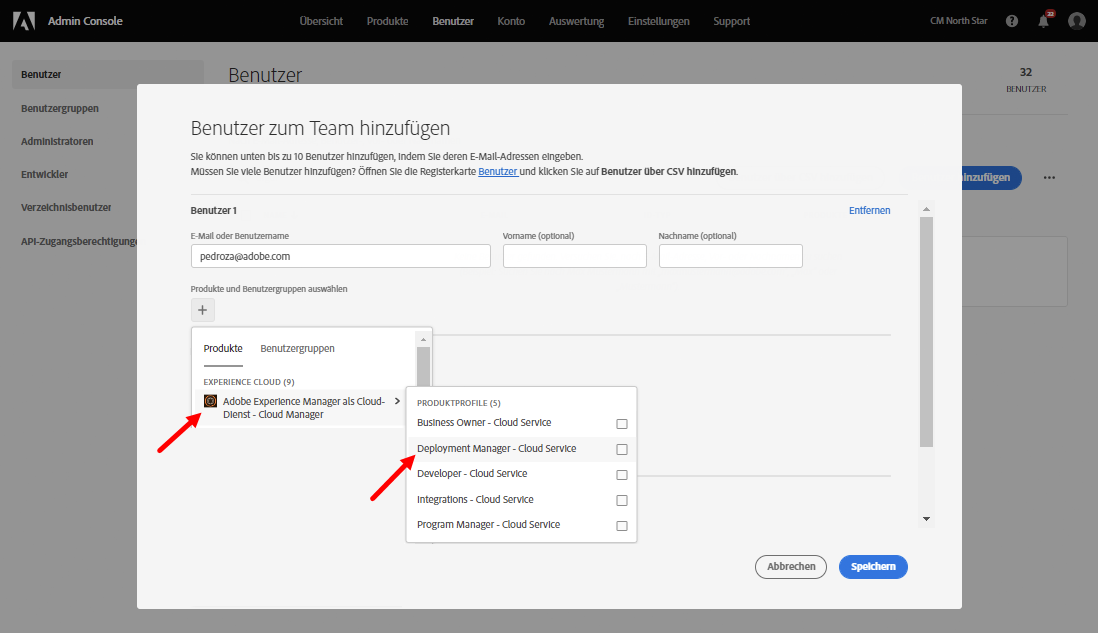 Admin Console
Übersicht
Produkte
Benutzer
Konto
Auswertung
Einstellungen
Support
CM North Star
?
22
Benutzer
Benutzergruppen
Administratoren
Entwickler
Verzeichnisbenutzer
API-Zugangsberechtigunge
Benutzer
32
BENUTZER
hinzufügen
Benutzer zum Team hinzufügen
Sie können unten bis zu 10 Benutzer hinzufügen, indem Sie deren E-Mail-Adressen eingeben.
Müssen Sie viele Benutzer hinzufügen? Öffnen Sie die Registerkarte Benutzer und klicken Sie auf Benutzer über CSV hinzufügen.
Benutzer 1
Entfernen
E-Mail oder Benutzername
Vorname (optional)
Nachname (optional)
pedroza@adobe.com
Produkte und Benutzergruppen auswählen
+
Produkte
Benutzergruppen
EXPERIENCE CLOUD (9)
Adobe Experience Manager als Cloud-
Dienst - Cloud Manager
PRODUKTPROFILE (5)
Business Owner - Cloud Service
Deployment Manager - Cloud Service
Developer - Cloud Service
Integrations - Cloud Service
Program Manager - Cloud Service
Abbrechen
Speichern